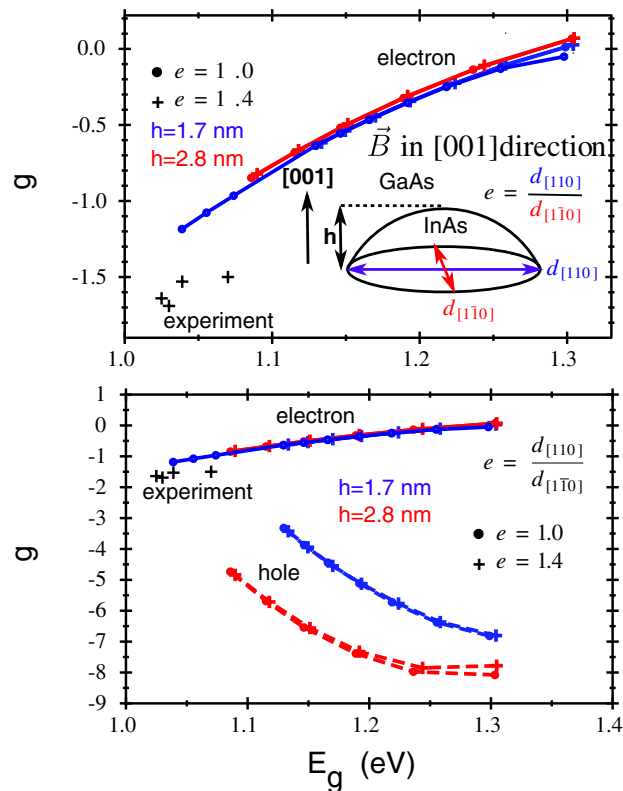 0.0
-0.5
-1.0
-1.5
g
electron
e = 1 .0
e = 1 .4
h=1.7 nm
h=2.8 nm
B⃗ in [001]direction
[001]
GaAs
e = d[110] / d[11̄0]
h
InAs
d[110]
d[11̄0]
experiment
1.0 1.1 1.2 1.3
1
0
-1
-2
-3
-4
-5
-6
-7
-8
-9
g
electron
e = d[110] / d[11̄0]
experiment
h=1.7 nm
h=2.8 nm
e = 1.0
e = 1.4
hole
1.0 1.1 1.2 1.3 1.4
Eg (eV)